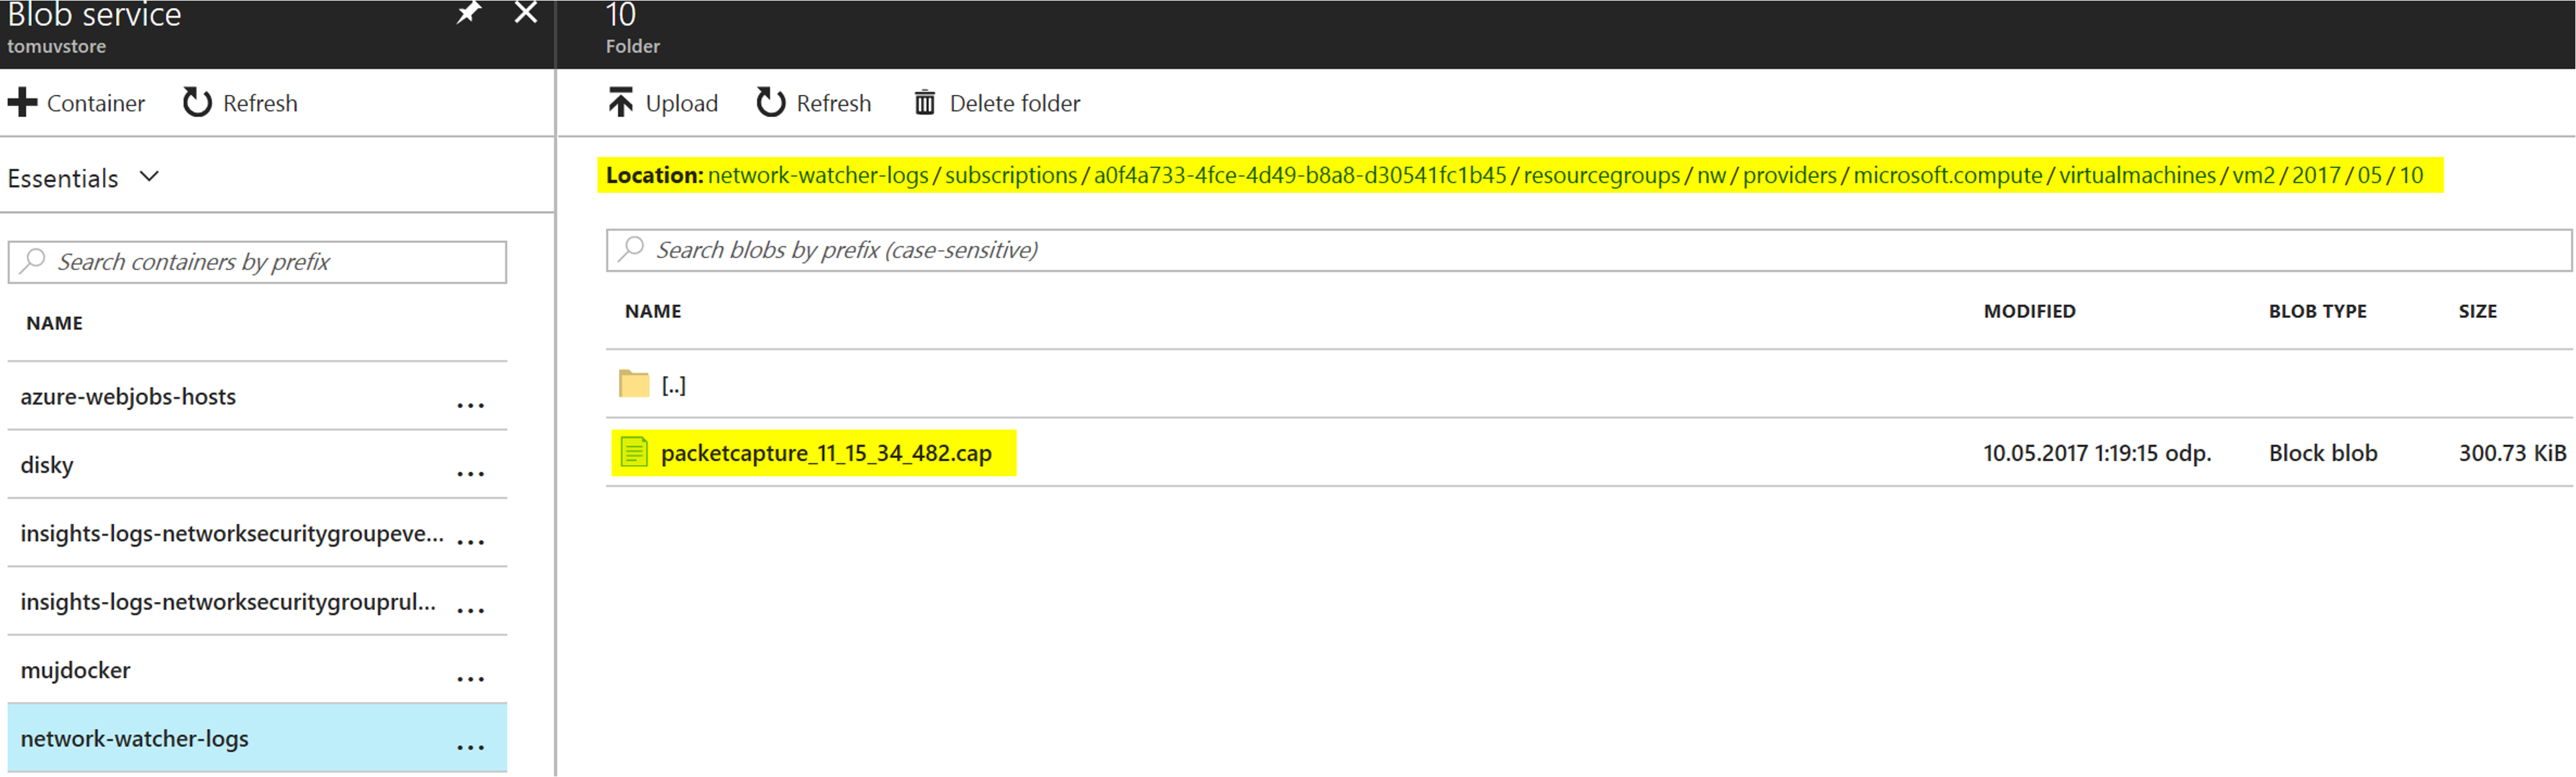 Blob service
tomuvstore
Container Refresh
Essentials
Search containers by prefix
NAME
azure-webjobs-hosts ...
disky ...
insights-logs-networksecuritygroupeve... ...
insights-logs-networksecuritygrouprul... ...
mujdocker ...
network-watcher-logs ...
10
Folder
Upload Refresh Delete folder
Location: network-watcher-logs / subscriptions / a0f4a733-4fce-4d49-b8a8-d30541fc1b45 / resourcegroups / nw / providers / microsoft.compute / virtualmachines / vm2 / 2017 / 05 / 10
Search blobs by prefix (case-sensitive)
NAME MODIFIED BLOB TYPE SIZE
[..]
packetcapture_11_15_34_482.cap 10.05.2017 1:19:15 odp. Block blob 300.73 KiB